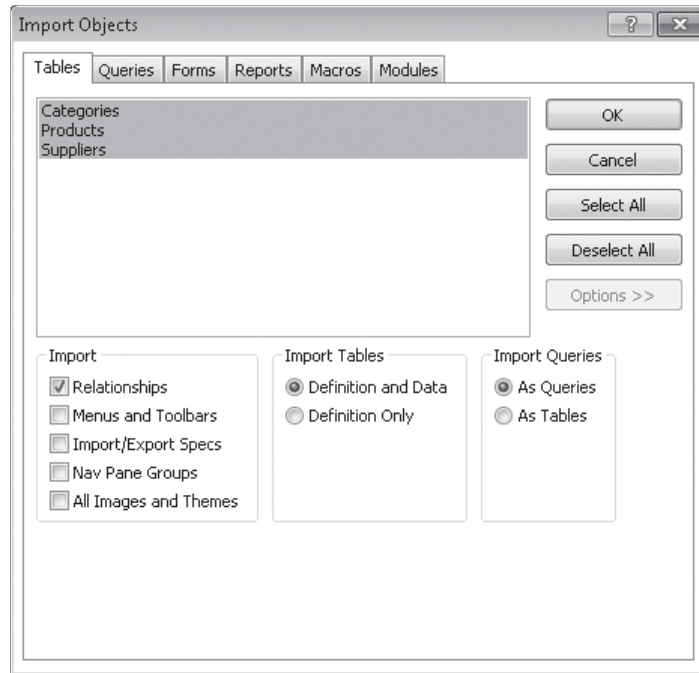 Import Objects
Tables Queries Forms Reports Macros Modules
Categories
Products
Suppliers
OK
Cancel
Select All
Deselect All
Options >>
Import
Relationships
Menus and Toolbars
Import/Export Specs
Nav Pane Groups
All Images and Themes
Import Tables
Definition and Data
Definition Only
Import Queries
As Queries
As Tables